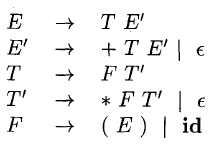 E → T E′
E′ → + T E′ | ϵ
T → F T′
T′ → ∗ F T′ | ϵ
F → ( E ) | id